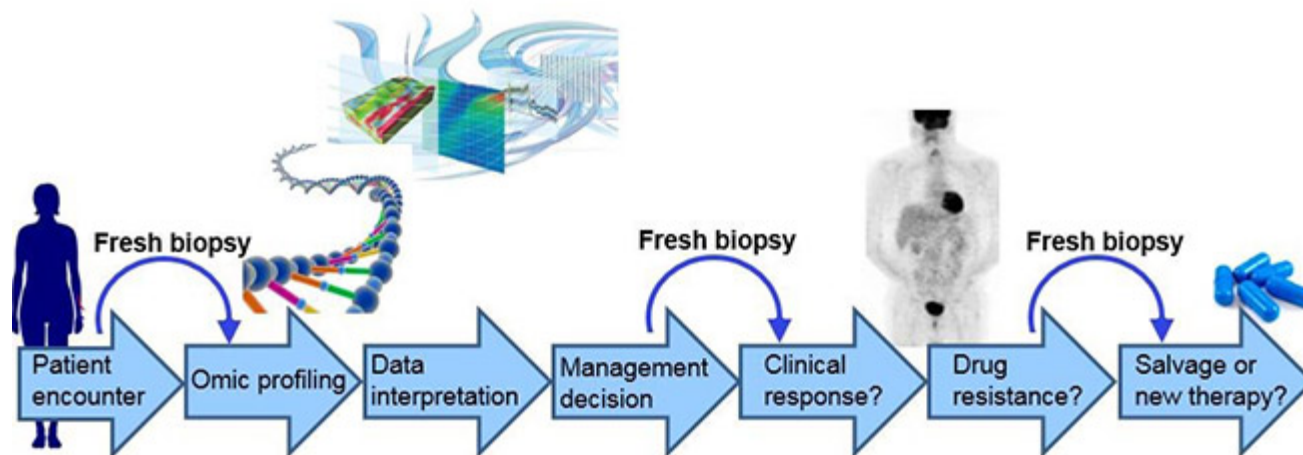 Fresh biopsy
Fresh biopsy
Fresh biopsy
Patient
encounter
Omic profiling
Data
interpretation
Management
decision
Clinical
response?
Drug
resistance?
Salvage or
new therapy?